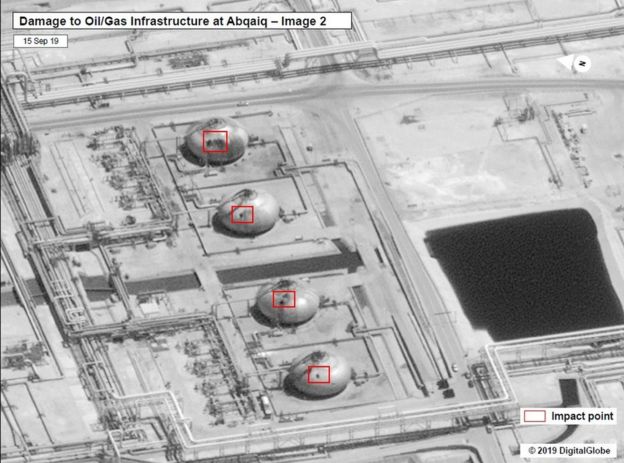 Damage to Oil/Gas Infrastructure at Abqaiq – Image 2
15 Sep 19
N
Impact point
© 2019 DigitalGlobe